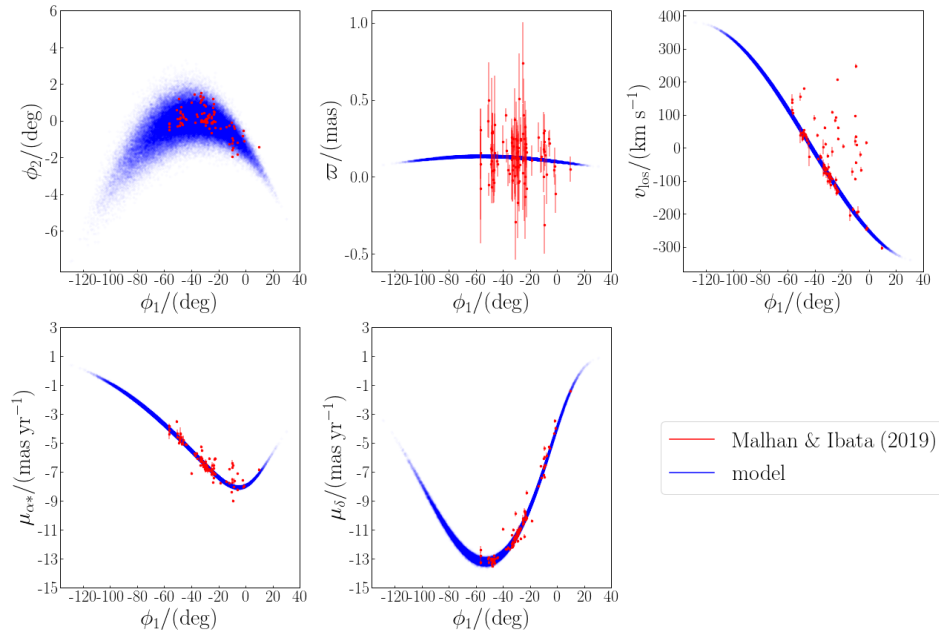 6
4
2
0
-2
-4
-6
ϕ2/(deg)
-120 -100 -80 -60 -40 -20 0 20 40
ϕ1/(deg)
1.0
0.5
0.0
-0.5
ϖ/(mas)
-120 -100 -80 -60 -40 -20 0 20 40
ϕ1/(deg)
400
300
200
100
0
-100
-200
-300
vlos/(km s−1)
-120 -100 -80 -60 -40 -20 0 20 40
ϕ1/(deg)
3
1
-1
-3
-5
-7
-9
-11
-13
-15
μα∗/(mas yr−1)
-120 -100 -80 -60 -40 -20 0 20 40
ϕ1/(deg)
3
1
-1
-3
-5
-7
-9
-11
-13
-15
μδ/(mas yr−1)
-120 -100 -80 -60 -40 -20 0 20 40
ϕ1/(deg)
Malhan & Ibata (2019)
model